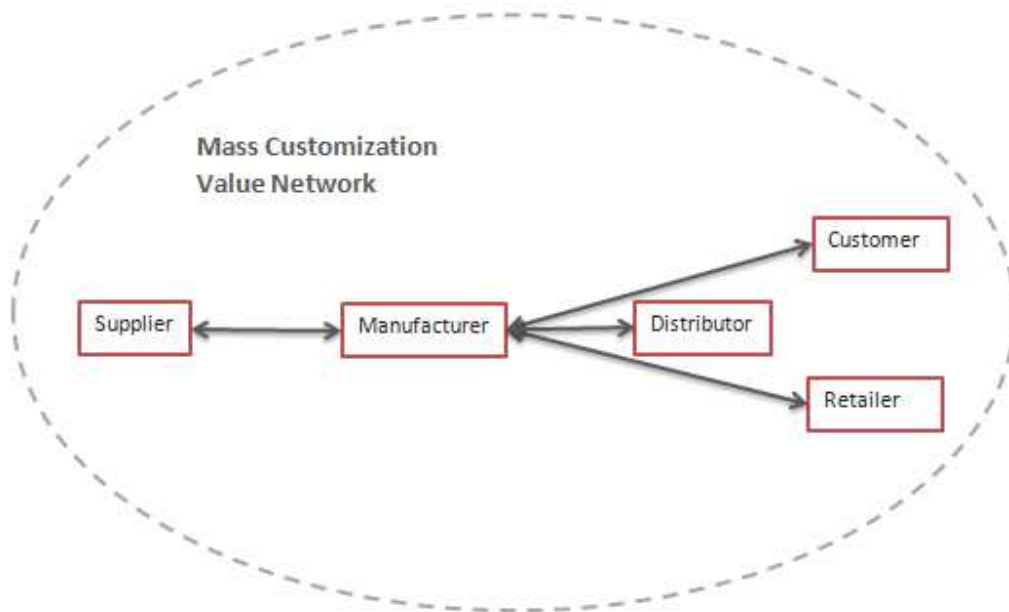 Mass Customization
Value Network
Customer
Supplier
Manufacturer
Distributor
Retailer